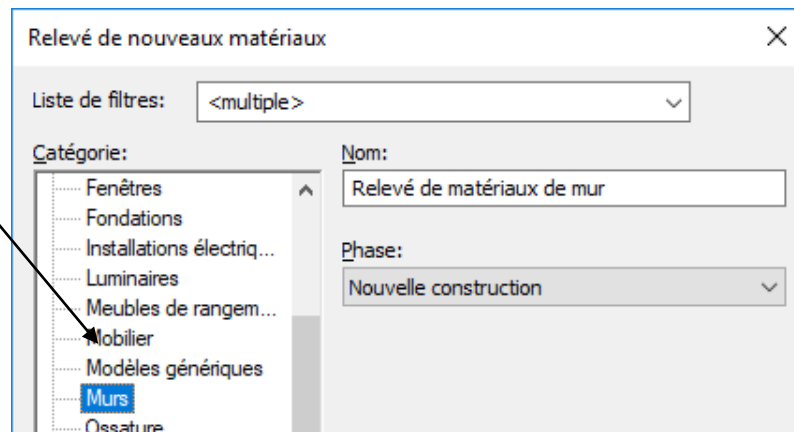 Relevé de nouveaux matériaux
Liste de filtres: <multiple>
Catégorie:
Fenêtres
Fondations
Installations électriq...
Luminaires
Meubles de rangem...
Mobilier
Modèles génériques
Murs
Ossature
Nom:
Relevé de matériaux de mur
Phase:
Nouvelle construction